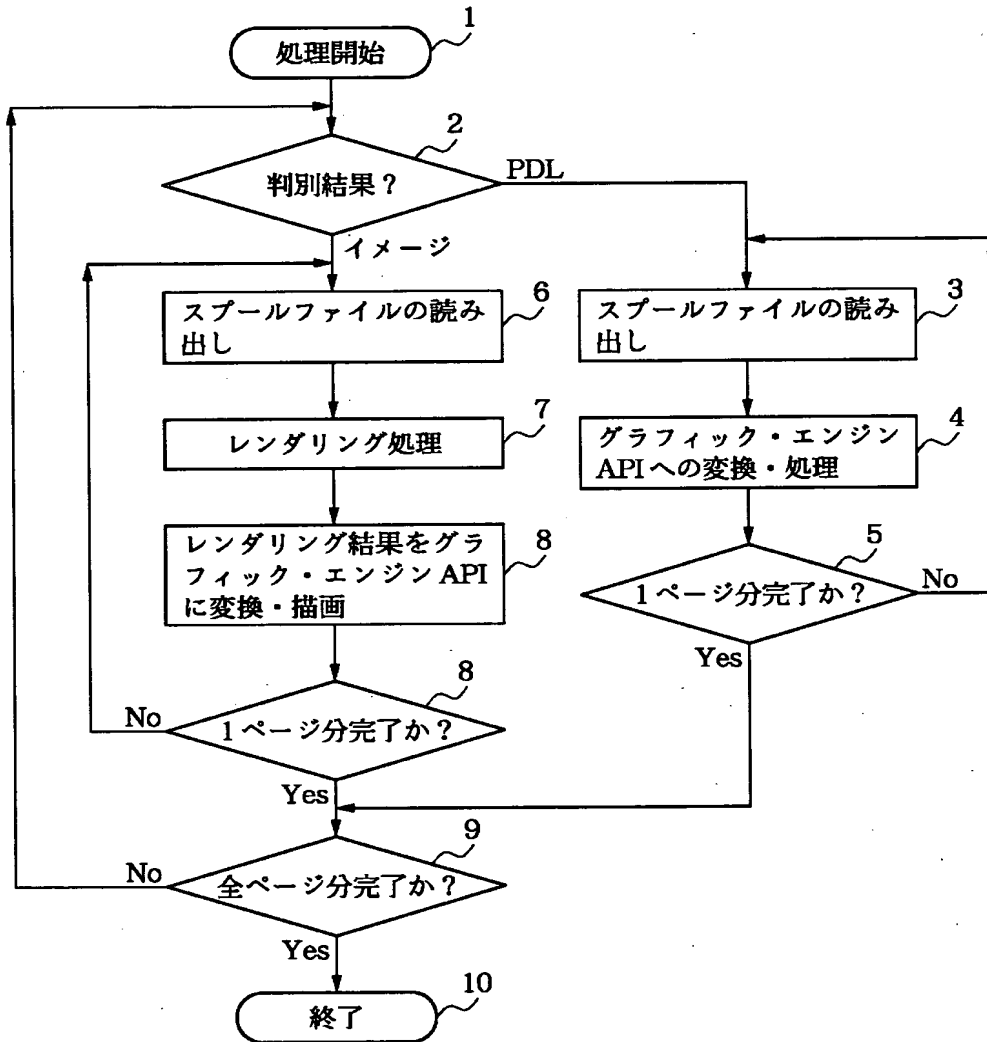 処理開始
1
2
判別結果?
PDL
イメージ
スプールファイルの読み
出し
6
スプールファイルの読み
出し
3
レンダリング処理
7
グラフィック・エンジン
APIへの変換・処理
4
レンダリング結果をグラ
フィック・エンジンAPI
に変換・描画
8
5
1ページ分完了か?
No
Yes
8
1ページ分完了か?
No
Yes
9
全ページ分完了か?
No
Yes
10
終了